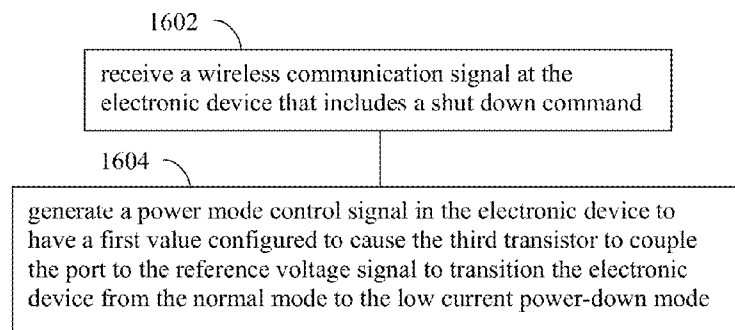 1602
receive a wireless communication signal at the
electronic device that includes a shut down command
1604
generate a power mode control signal in the electronic device to
have a first value configured to cause the third transistor to couple
the port to the reference voltage signal to transition the electronic
device from the normal mode to the low current power-down mode